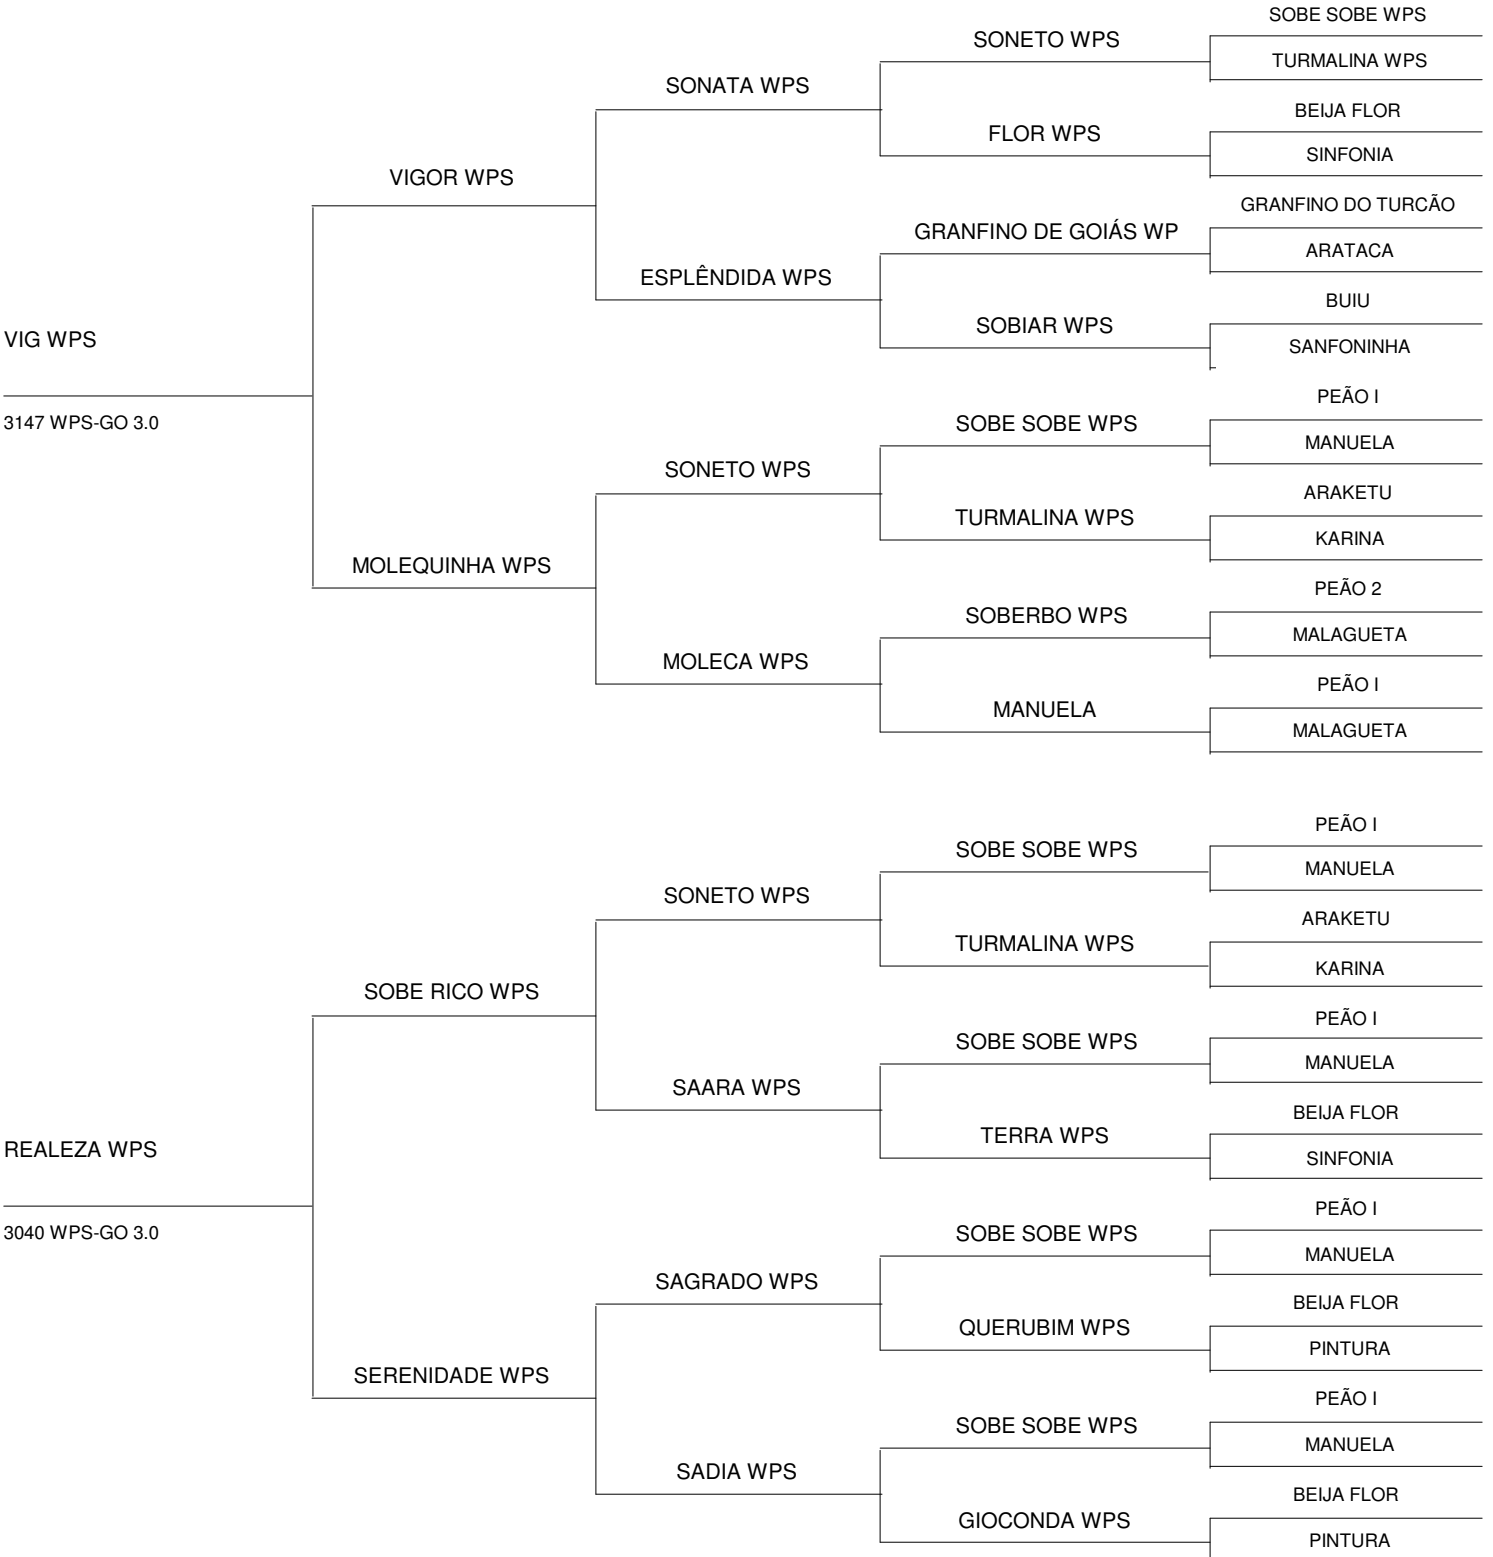 SOBE SOBE WPS
SONETO WPS
TURMALINA WPS
SONATA WPS
BEIJA FLOR
FLOR WPS
SINFONIA
VIGOR WPS
GRANFINO DO TURCÃO
GRANFINO DE GOIÁS WP
ARATACA
ESPLÊNDIDA WPS
BUIU
SOBIAR WPS
SANFONINHA
VIG WPS
3147 WPS-GO 3.0
PEÃO I
SOBE SOBE WPS
MANUELA
SONETO WPS
ARAKETU
TURMALINA WPS
KARINA
MOLEQUINHA WPS
PEÃO 2
SOBERBO WPS
MALAGUETA
MOLECA WPS
PEÃO I
MANUELA
MALAGUETA
PEÃO I
SOBE SOBE WPS
MANUELA
SONETO WPS
ARAKETU
TURMALINA WPS
KARINA
SOBE RICO WPS
PEÃO I
SOBE SOBE WPS
MANUELA
SAARA WPS
BEIJA FLOR
TERRA WPS
SINFONIA
REALEZA WPS
3040 WPS-GO 3.0
PEÃO I
SOBE SOBE WPS
MANUELA
SAGRADO WPS
BEIJA FLOR
QUERUBIM WPS
PINTURA
SERENIDADE WPS
PEÃO I
SOBE SOBE WPS
MANUELA
SADIA WPS
BEIJA FLOR
GIOCONDA WPS
PINTURA